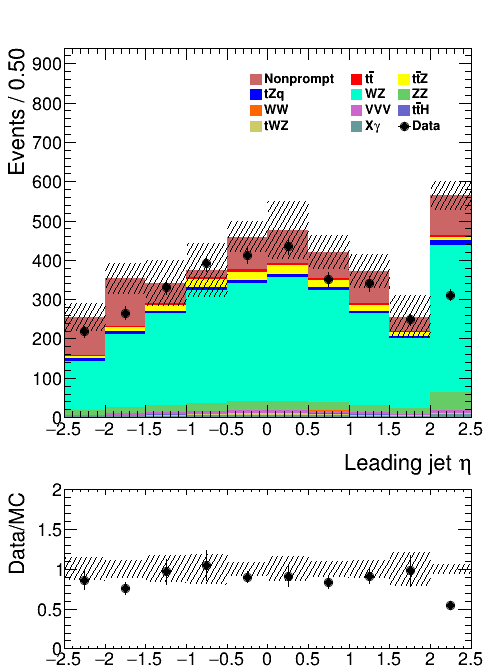 Events / 0.50
900
800
700
600
500
400
300
200
100
0
Nonprompt tt̄ tt̄Z
tZq WZ ZZ
WW VVV tt̄H
tWZ Xγ Data
−2.5 −2 −1.5 −1 −0.5 0 0.5 1 1.5 2 2.5
Leading jet η
Data/MC
2
1.5
1
0.5
0
−2.5 −2 −1.5 −1 −0.5 0 0.5 1 1.5 2 2.5